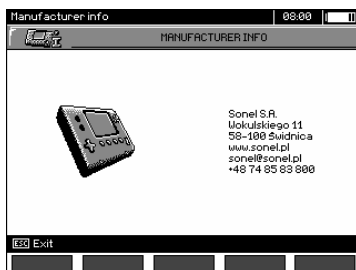 Manufacturer info
08:00
MANUFACTURER INFO
Sonel S.A.
Wokulskiego 11
58-100 Świdnica
www.sonel.pl
sonel@sonel.pl
+48 74 85 83 800
ESC Exit